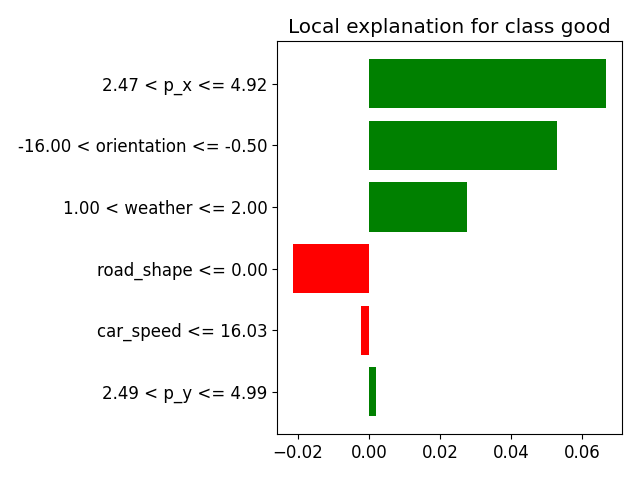 Local explanation for class good
2.47 < p_x <= 4.92
-16.00 < orientation <= -0.50
1.00 < weather <= 2.00
road_shape <= 0.00
car_speed <= 16.03
2.49 < p_y <= 4.99
−0.02 0.00 0.02 0.04 0.06